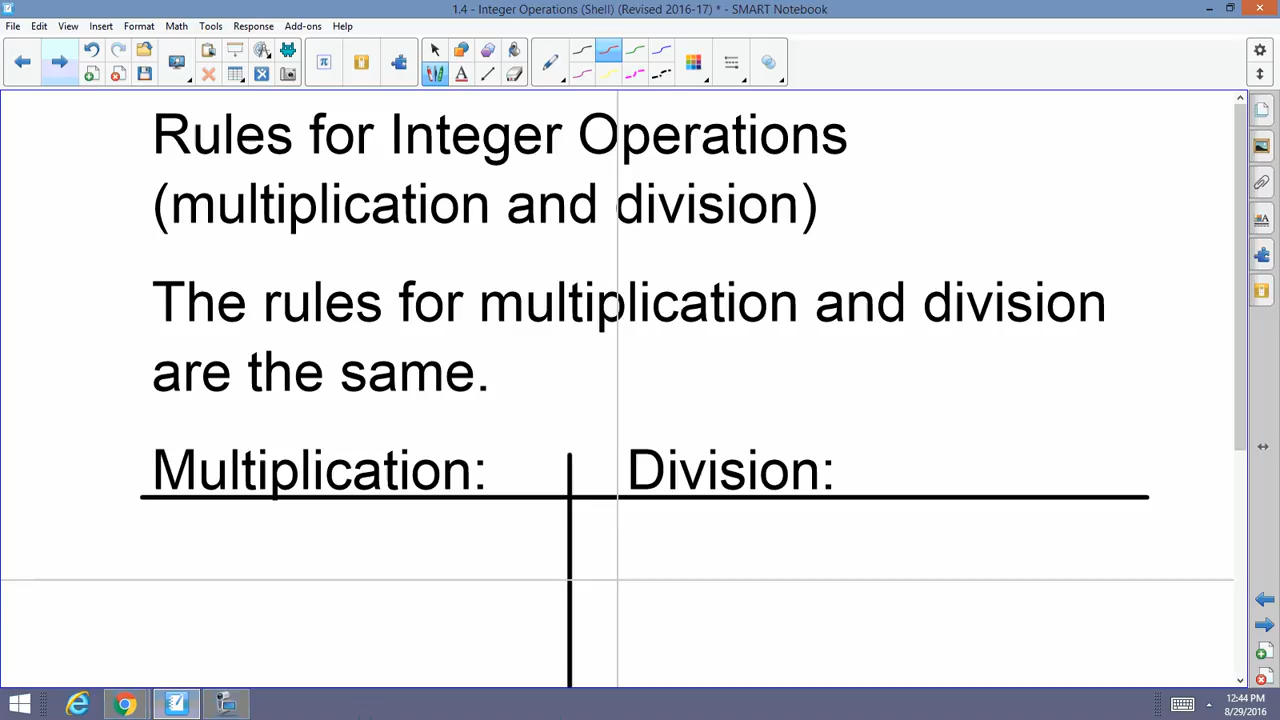 1.4 - Integer Operations (Shell) (Revised 2016-17) * - SMART Notebook
File Edit View Insert Format Math Tools Response Add-ons Help
Rules for Integer Operations
(multiplication and division)
The rules for multiplication and division
are the same.
Multiplication: Division:
12:44 PM
8/29/2016